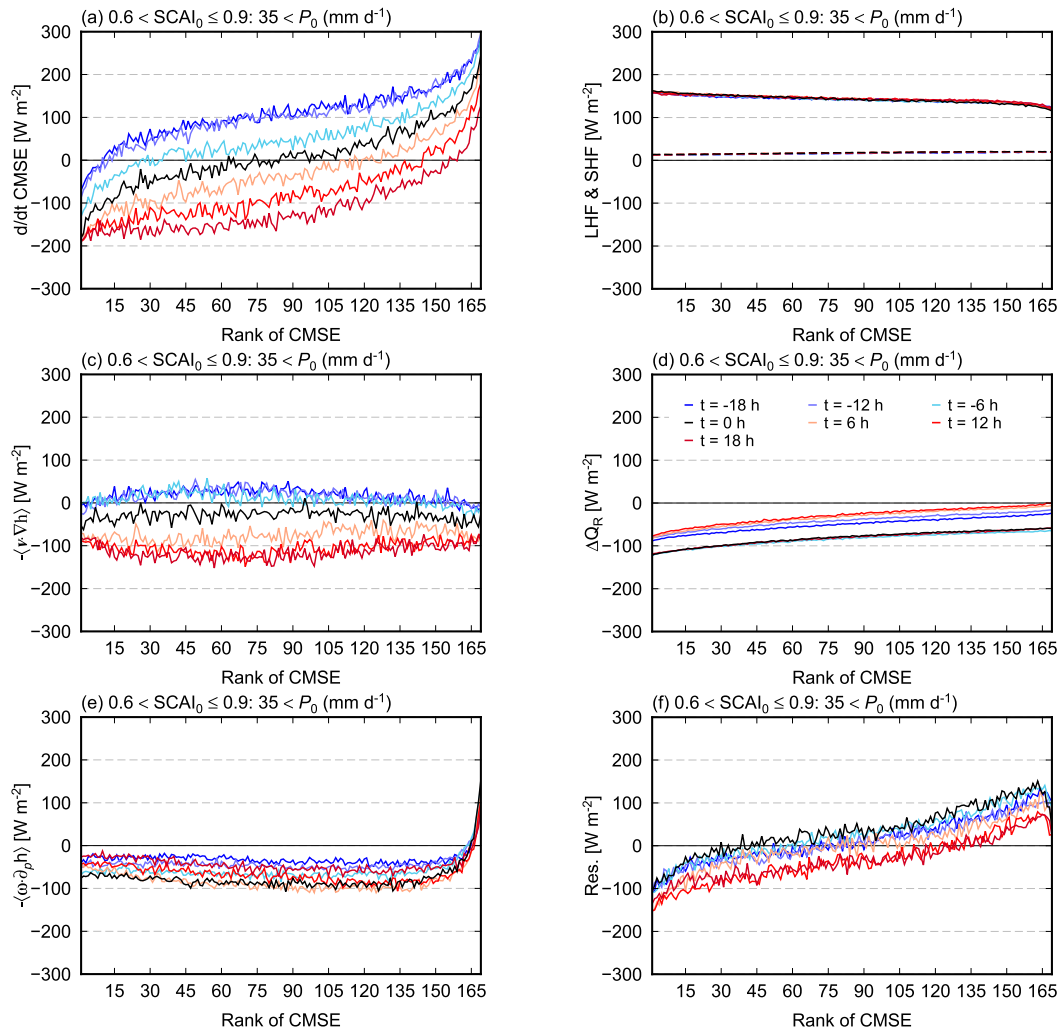 (a) 0.6 < SCAI₀ ≤ 0.9: 35 < P₀ (mm d⁻¹)
d/dt CMSE [W m⁻²]
300
200
100
0
−100
−200
−300
15 30 45 60 75 90 105 120 135 150 165
Rank of CMSE
(b) 0.6 < SCAI₀ ≤ 0.9: 35 < P₀ (mm d⁻¹)
LHF & SHF [W m⁻²]
300
200
100
0
−100
−200
−300
15 30 45 60 75 90 105 120 135 150 165
Rank of CMSE
(c) 0.6 < SCAI₀ ≤ 0.9: 35 < P₀ (mm d⁻¹)
-⟨v·∇h⟩ [W m⁻²]
300
200
100
0
−100
−200
−300
15 30 45 60 75 90 105 120 135 150 165
Rank of CMSE
(d) 0.6 < SCAI₀ ≤ 0.9: 35 < P₀ (mm d⁻¹)
ΔQ_R [W m⁻²]
300
200
100
0
−100
−200
−300
t = -18 h t = -12 h t = -6 h
t = 0 h t = 6 h t = 12 h
t = 18 h
15 30 45 60 75 90 105 120 135 150 165
Rank of CMSE
(e) 0.6 < SCAI₀ ≤ 0.9: 35 < P₀ (mm d⁻¹)
-⟨ω·∂ₚh⟩ [W m⁻²]
300
200
100
0
−100
−200
−300
15 30 45 60 75 90 105 120 135 150 165
Rank of CMSE
(f) 0.6 < SCAI₀ ≤ 0.9: 35 < P₀ (mm d⁻¹)
Res. [W m⁻²]
300
200
100
0
−100
−200
−300
15 30 45 60 75 90 105 120 135 150 165
Rank of CMSE